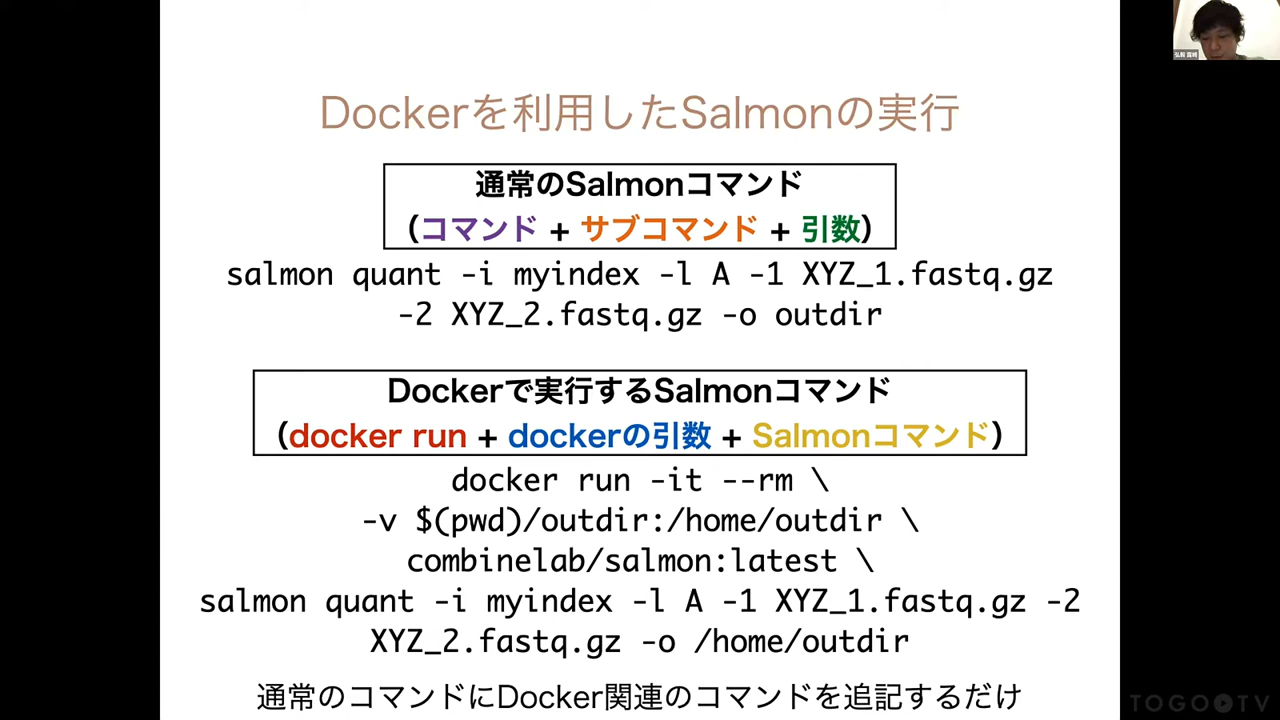 Dockerを利用したSalmonの実行
通常のSalmonコマンド
（コマンド + サブコマンド + 引数）
salmon quant -i myindex -l A -1 XYZ_1.fastq.gz
-2 XYZ_2.fastq.gz -o outdir
Dockerで実行するSalmonコマンド
（docker run + dockerの引数 + Salmonコマンド）
docker run -it --rm \
-v $(pwd)/outdir:/home/outdir \
combinelab/salmon:latest \
salmon quant -i myindex -l A -1 XYZ_1.fastq.gz -2
XYZ_2.fastq.gz -o /home/outdir
通常のコマンドにDocker関連のコマンドを追記するだけ
TOGO TV